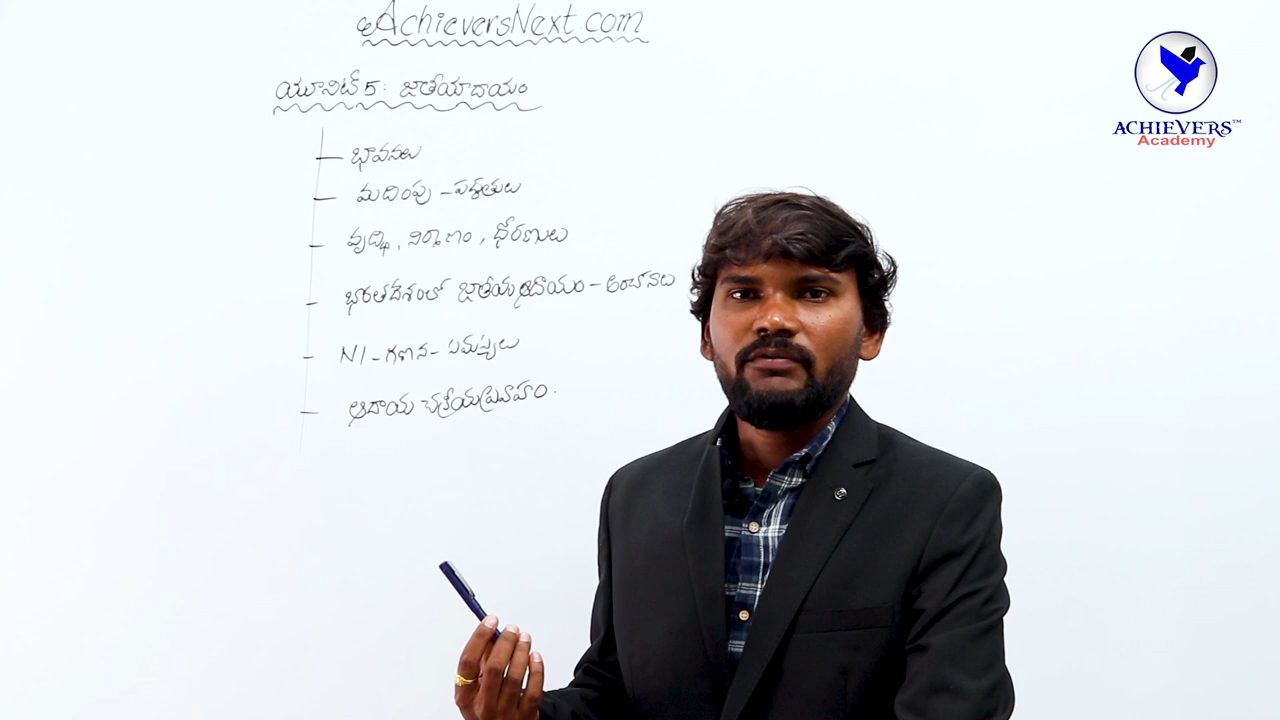 eAchieversNext.com
యూనిట్ 5: జాతీయాదాయం
భావనలు
మదింపు - పద్ధతులు
వృద్ధి, నిర్మాణం, ధోరణులు
భారతదేశంలో జాతీయ ఆదాయం - అంచనాలు
NI - గణన - సమస్యలు
ఆదాయ చక్రీయ ప్రవాహం.
ACHIEVERS™
Academy